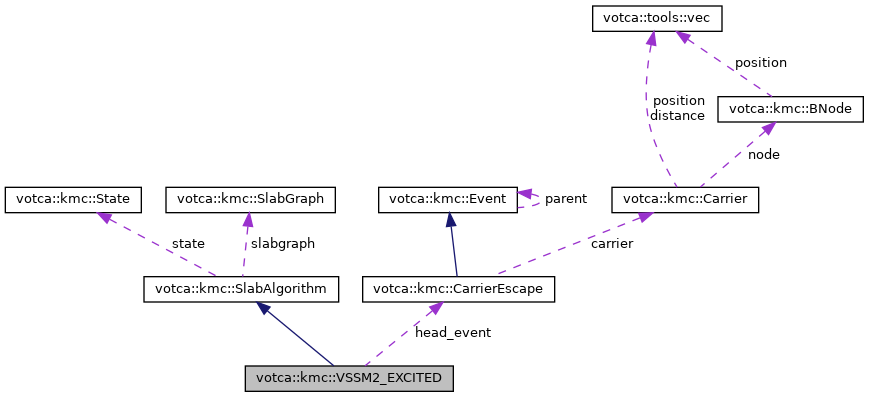 votca::tools::vec
position
votca::kmc::BNode
position
distance
node
votca::kmc::State
votca::kmc::SlabGraph
votca::kmc::Event
parent
votca::kmc::Carrier
state
slabgraph
carrier
votca::kmc::SlabAlgorithm
votca::kmc::CarrierEscape
head_event
votca::kmc::VSSM2_EXCITED